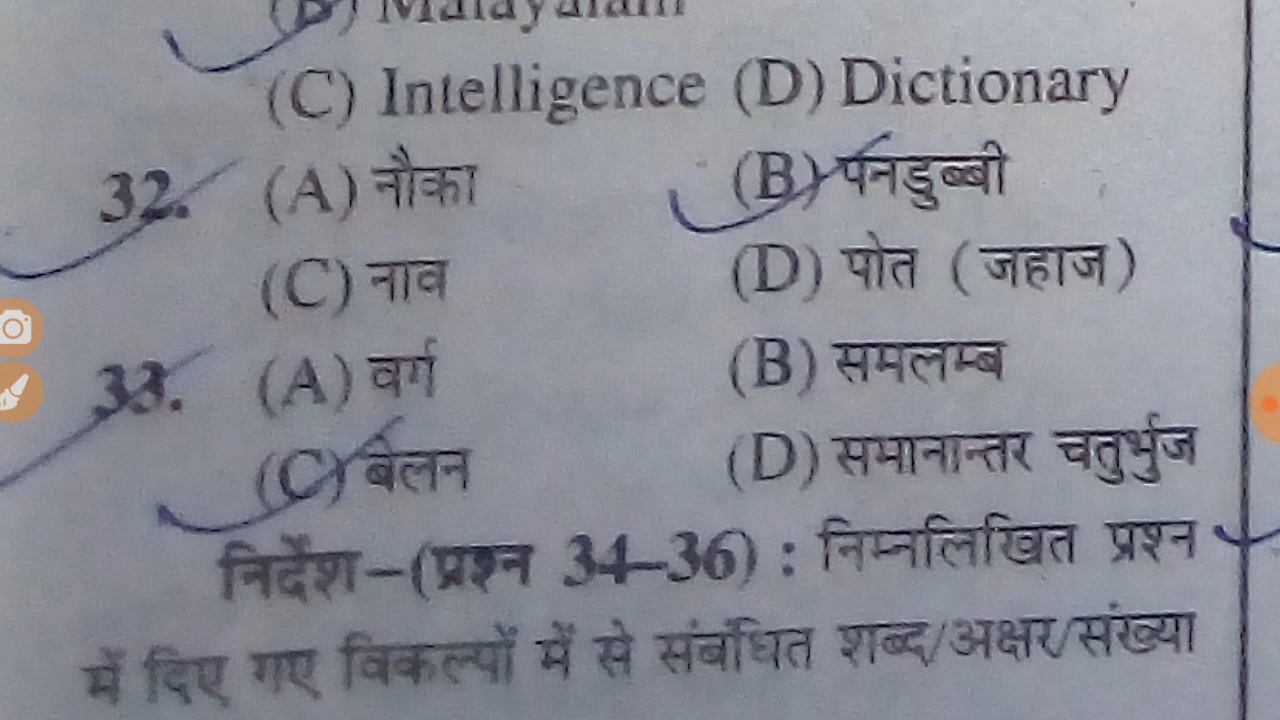 (B) Malayalam
(C) Intelligence (D) Dictionary
32. (A) नौका (B) पनडुब्बी
(C) नाव (D) पोत ( जहाज )
33. (A) वर्ग (B) समलम्ब
(C) बेलन (D) समानान्तर चतुर्भुज
निर्देश–(प्रश्न 34–36) : निम्नलिखित प्रश्न
में दिए गए विकल्पों में से संबंधित शब्द/अक्षर/संख्या